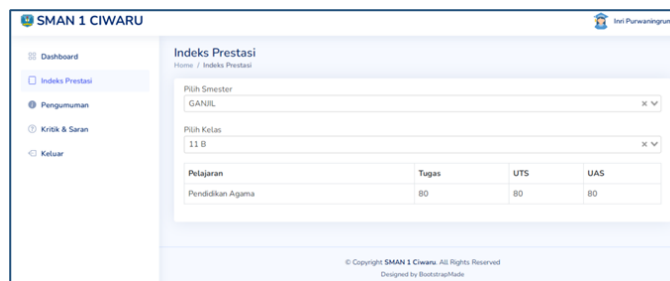 SMAN 1 CIWARU
Inri Purwaningrum
Dashboard
Indeks Prestasi
Pengumuman
Kritik & Saran
Keluar
Indeks Prestasi
Home / Indeks Prestasi
Pilih Smester
GANJIL
Pilih Kelas
11 B
Pelajaran Tugas UTS UAS
Pendidikan Agama 80 80 80
© Copyright SMAN 1 Ciwaru. All Rights Reserved
Designed by BootstrapMade